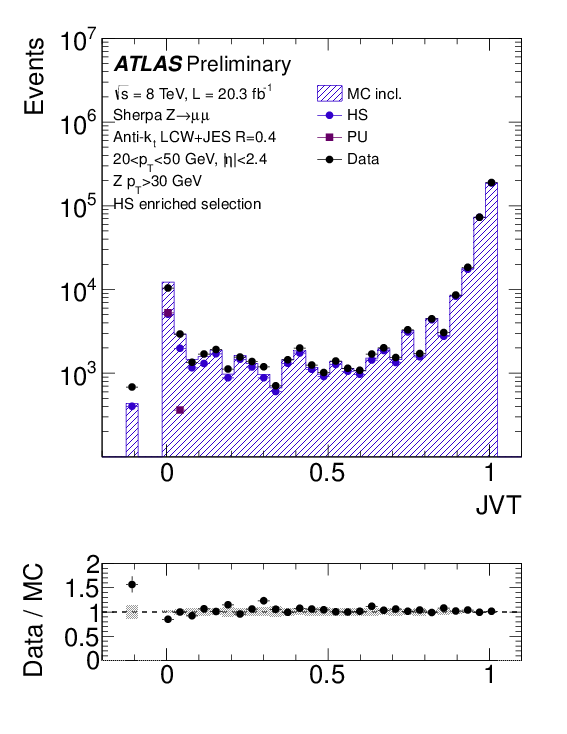 Events
10^7
10^6
10^5
10^4
10^3
ATLAS Preliminary
√s = 8 TeV, L = 20.3 fb^-1
Sherpa Z→μμ
Anti-k_t LCW+JES R=0.4
20<p_T<50 GeV, |η|<2.4
Z p_T>30 GeV
HS enriched selection
MC incl.
HS
PU
Data
0 0.5 1
JVT
Data / MC
2
1.5
1
0.5
0
0 0.5 1